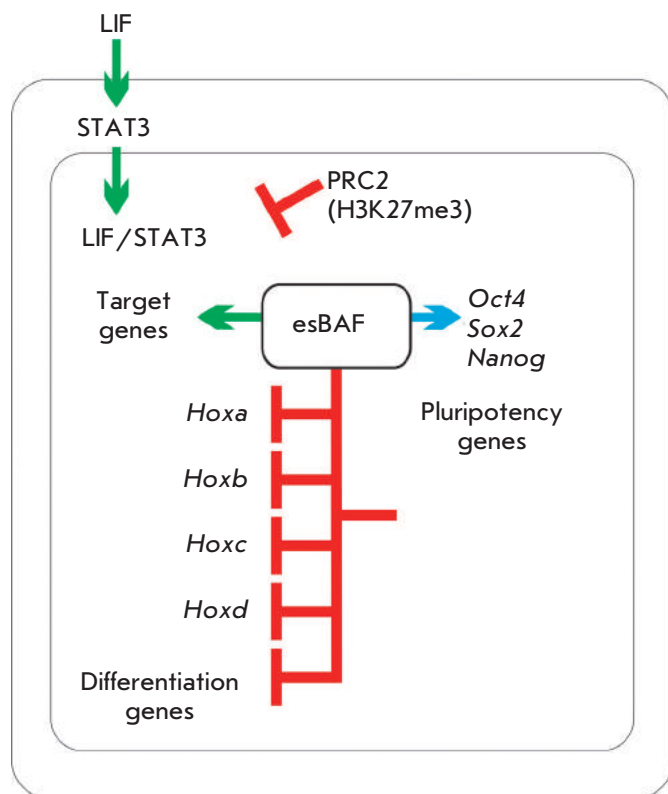 LIF
STAT3
PRC2
(H3K27me3)
LIF/STAT3
Target
genes
esBAF
Oct4
Sox2
Nanog
Hoxa
Pluripotency
genes
Hoxb
Hoxc
Hoxd
Differentiation
genes